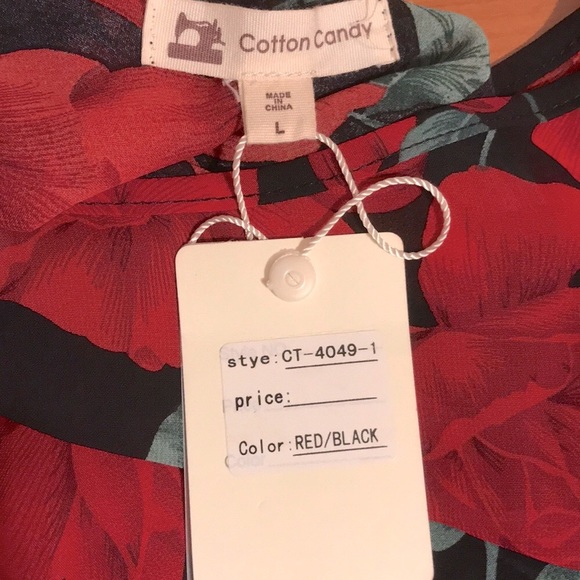 Cotton Candy
MADE
IN
CHINA
L
stye: CT-4049-1
price:
Color: RED/BLACK